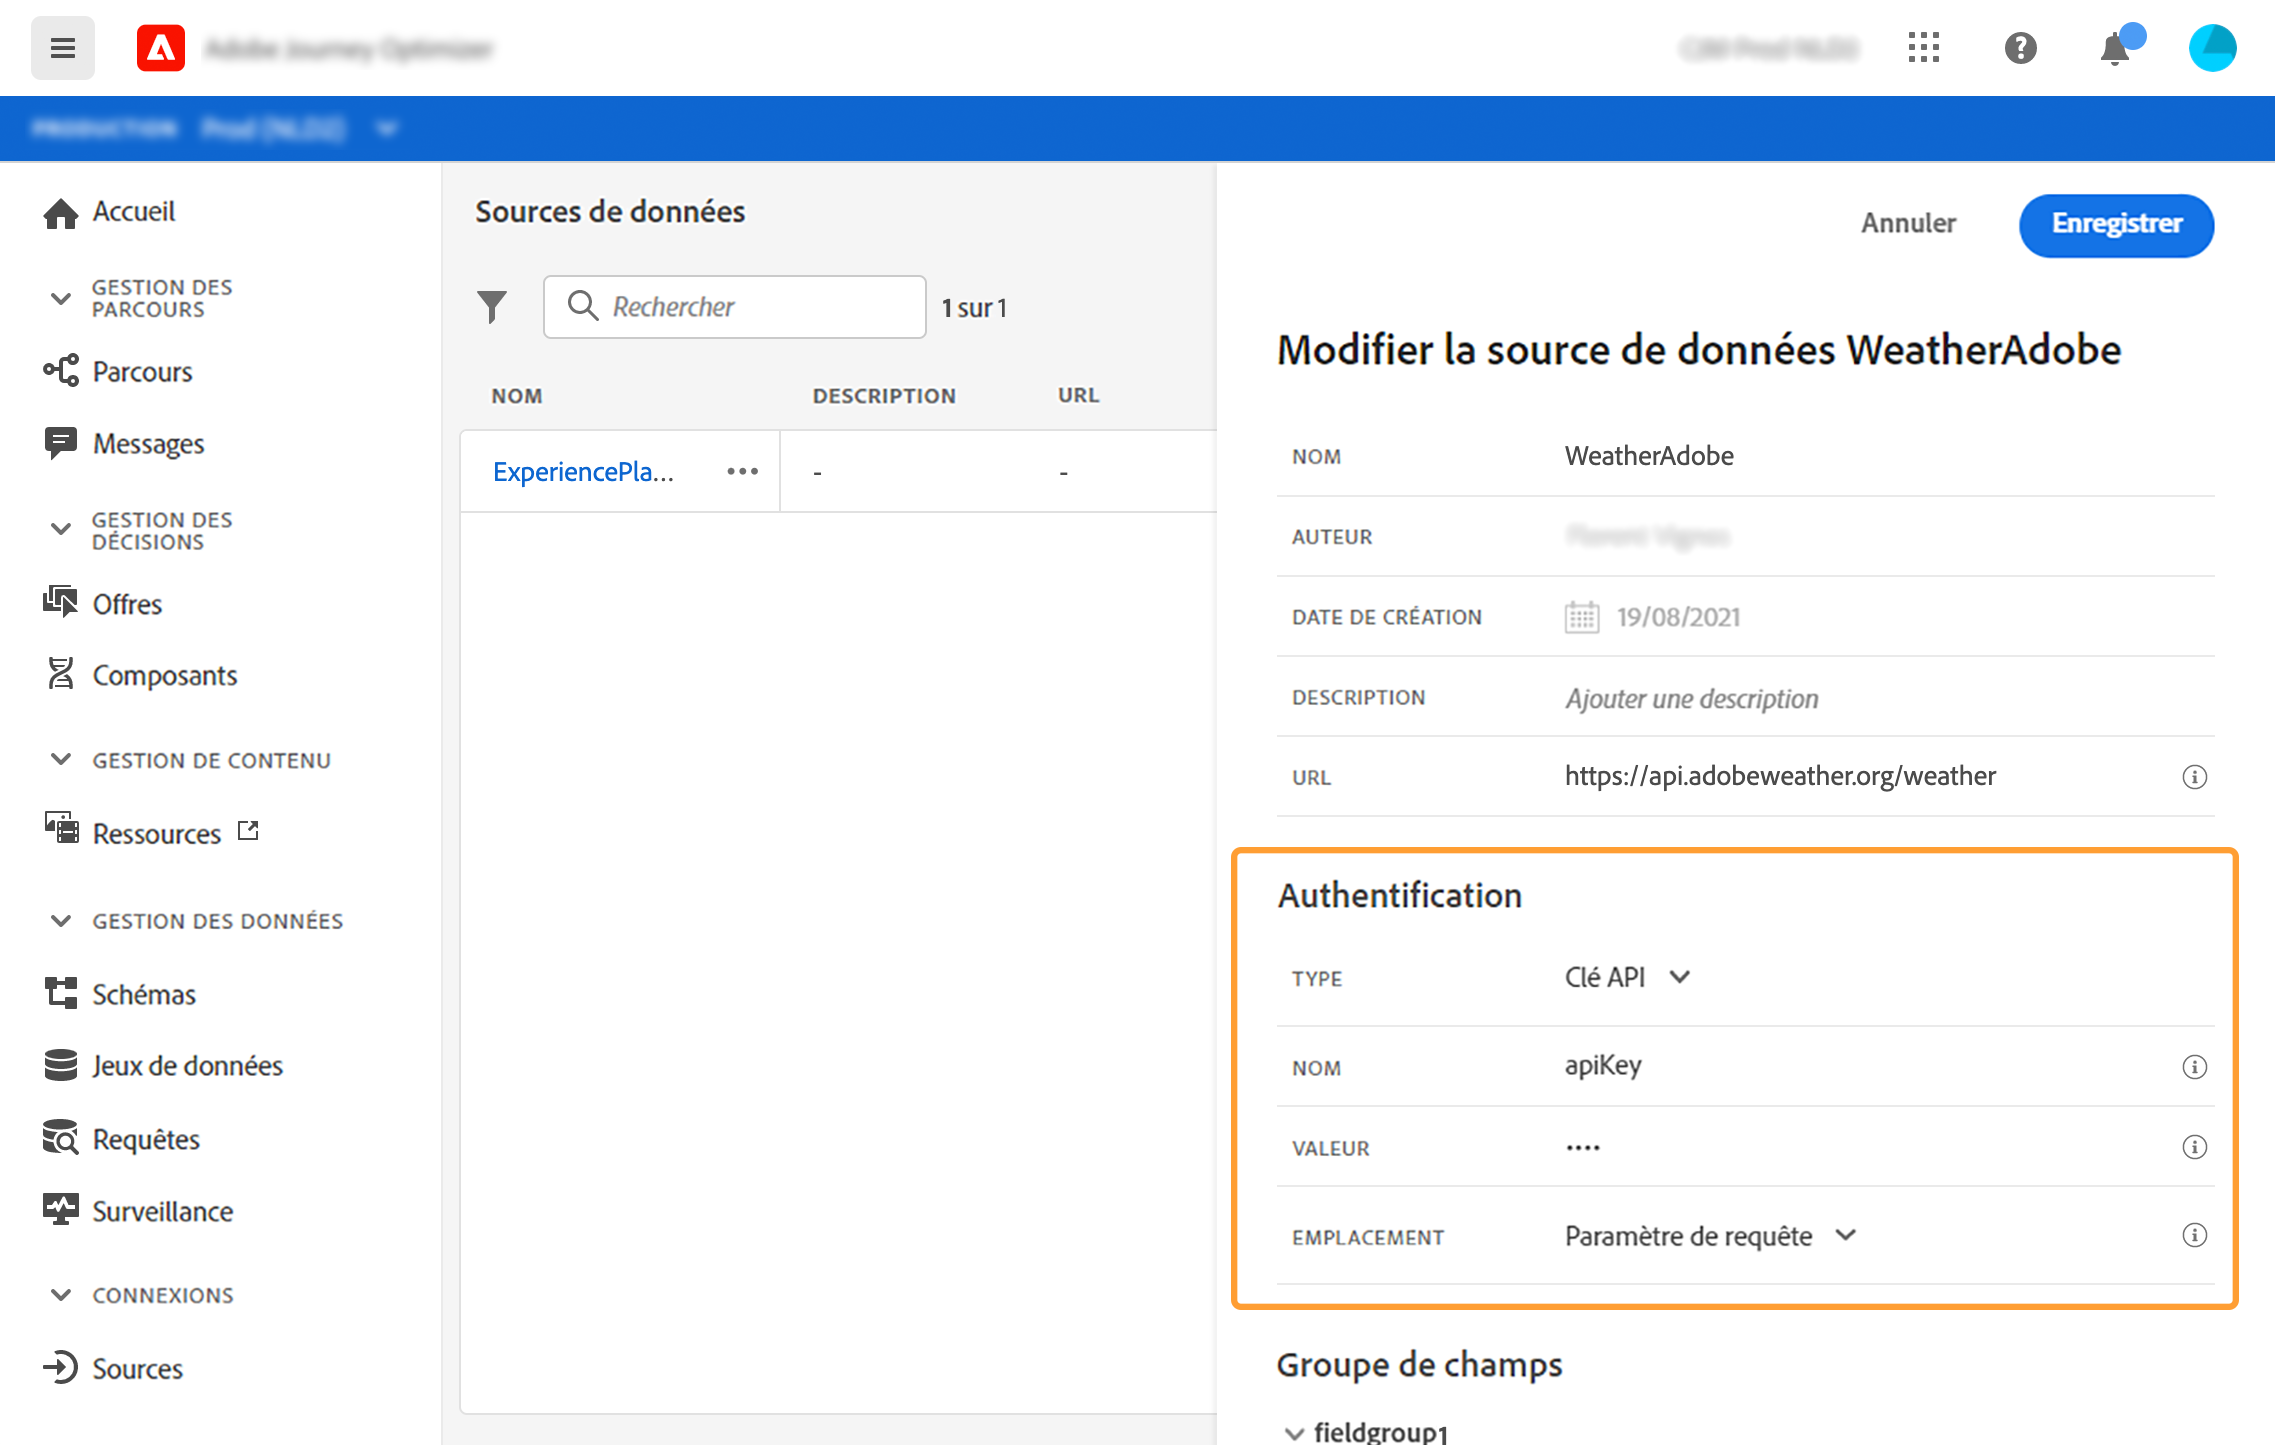 Accueil
GESTION DES
PARCOURS
Parcours
Messages
GESTION DES
DÉCISIONS
Offres
Composants
GESTION DE CONTENU
Ressources
GESTION DES DONNÉES
Schémas
Jeux de données
Requêtes
Surveillance
CONNEXIONS
Sources
Sources de données
Rechercher
1 sur 1
NOM DESCRIPTION URL
ExperiencePla... - -
Annuler Enregistrer
Modifier la source de données WeatherAdobe
NOM WeatherAdobe
AUTEUR
DATE DE CRÉATION 19/08/2021
DESCRIPTION Ajouter une description
URL https://api.adobeweather.org/weather
Authentification
TYPE Clé API
NOM apiKey
VALEUR ····
EMPLACEMENT Paramètre de requête
Groupe de champs
fieldgroup1